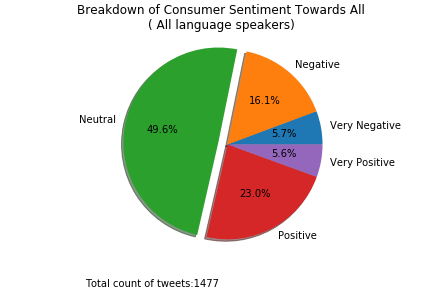 Breakdown of Consumer Sentiment Towards All
( All language speakers)
Negative
16.1%
Very Negative
5.7%
Neutral
49.6%
5.6%
Very Positive
23.0%
Positive
Total count of tweets:1477